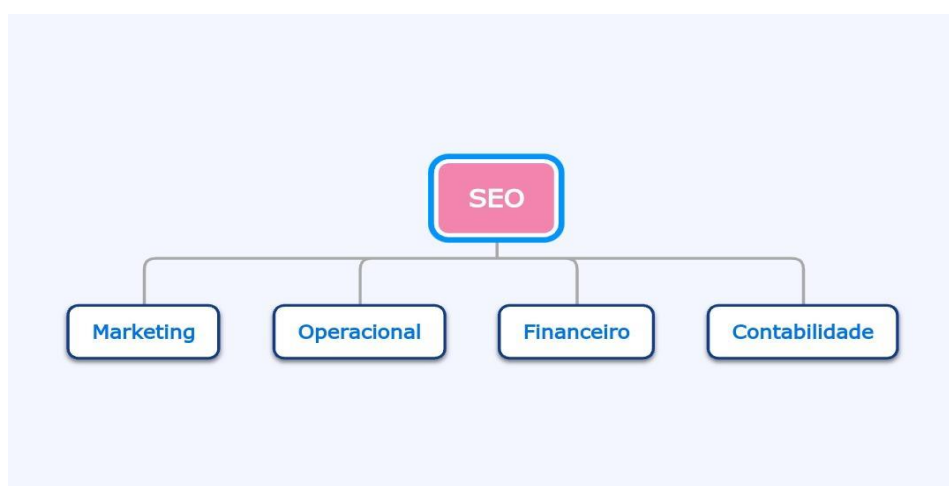 SEO
Marketing
Operacional
Financeiro
Contabilidade